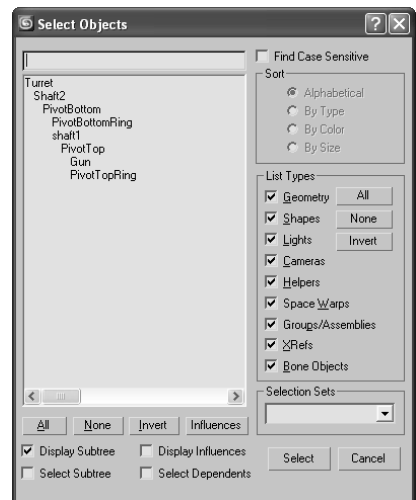 Select Objects
Find Case Sensitive
Sort
Alphabetical
By Type
By Color
By Size
Turret
Shaft2
PivotBottom
PivotBottomRing
shaft1
PivotTop
Gun
PivotTopRing
List Types
Geometry All
Shapes None
Lights Invert
Cameras
Helpers
Space Warps
Groups/Assemblies
XRefs
Bone Objects
Selection Sets
All None Invert Influences
Display Subtree Display Influences
Select Subtree Select Dependents
Select Cancel